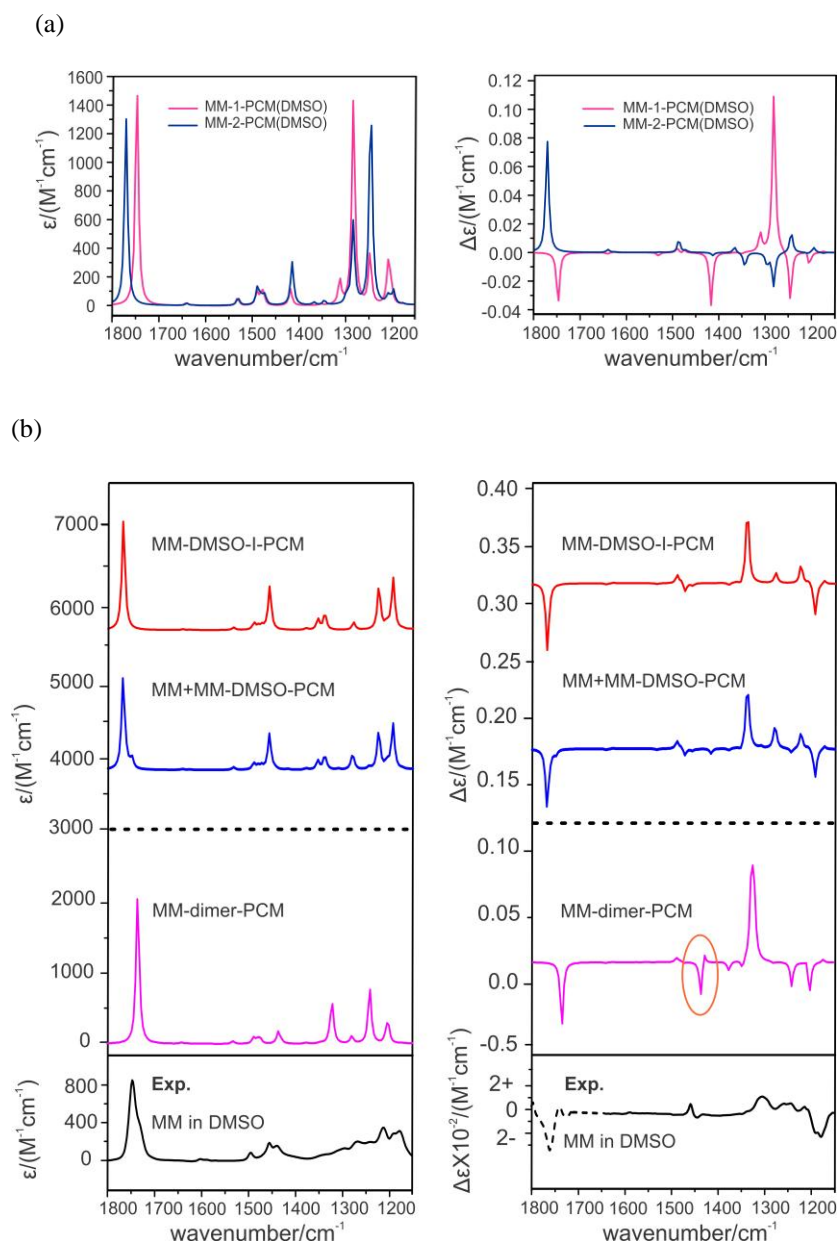 (a)
1600
1400
1200
1000
800
600
400
200
0
ε/(M⁻¹cm⁻¹)
MM-1-PCM(DMSO)
MM-2-PCM(DMSO)
1800 1700 1600 1500 1400 1300 1200
wavenumber/cm⁻¹
0.12
0.10
0.08
0.06
0.04
0.02
0.00
-0.02
-0.04
Δε/(M⁻¹cm⁻¹)
MM-1-PCM(DMSO)
MM-2-PCM(DMSO)
1800 1700 1600 1500 1400 1300 1200
wavenumber/cm⁻¹
(b)
7000
6000
5000
4000
3000
2000
1000
0
ε/(M⁻¹cm⁻¹)
MM-DMSO-I-PCM
MM+MM-DMSO-PCM
MM-dimer-PCM
800
400
0
ε/(M⁻¹cm⁻¹)
Exp.
MM in DMSO
1800 1700 1600 1500 1400 1300 1200
wavenumber/cm⁻¹
0.40
0.35
0.30
0.25
0.20
0.15
0.10
0.05
0.0
-0.5
Δε/(M⁻¹cm⁻¹)
MM-DMSO-I-PCM
MM+MM-DMSO-PCM
MM-dimer-PCM
2+
0
2-
ΔεX10⁻²/(M⁻¹cm⁻¹)
Exp.
MM in DMSO
1800 1700 1600 1500 1400 1300 1200
wavenumber/cm⁻¹